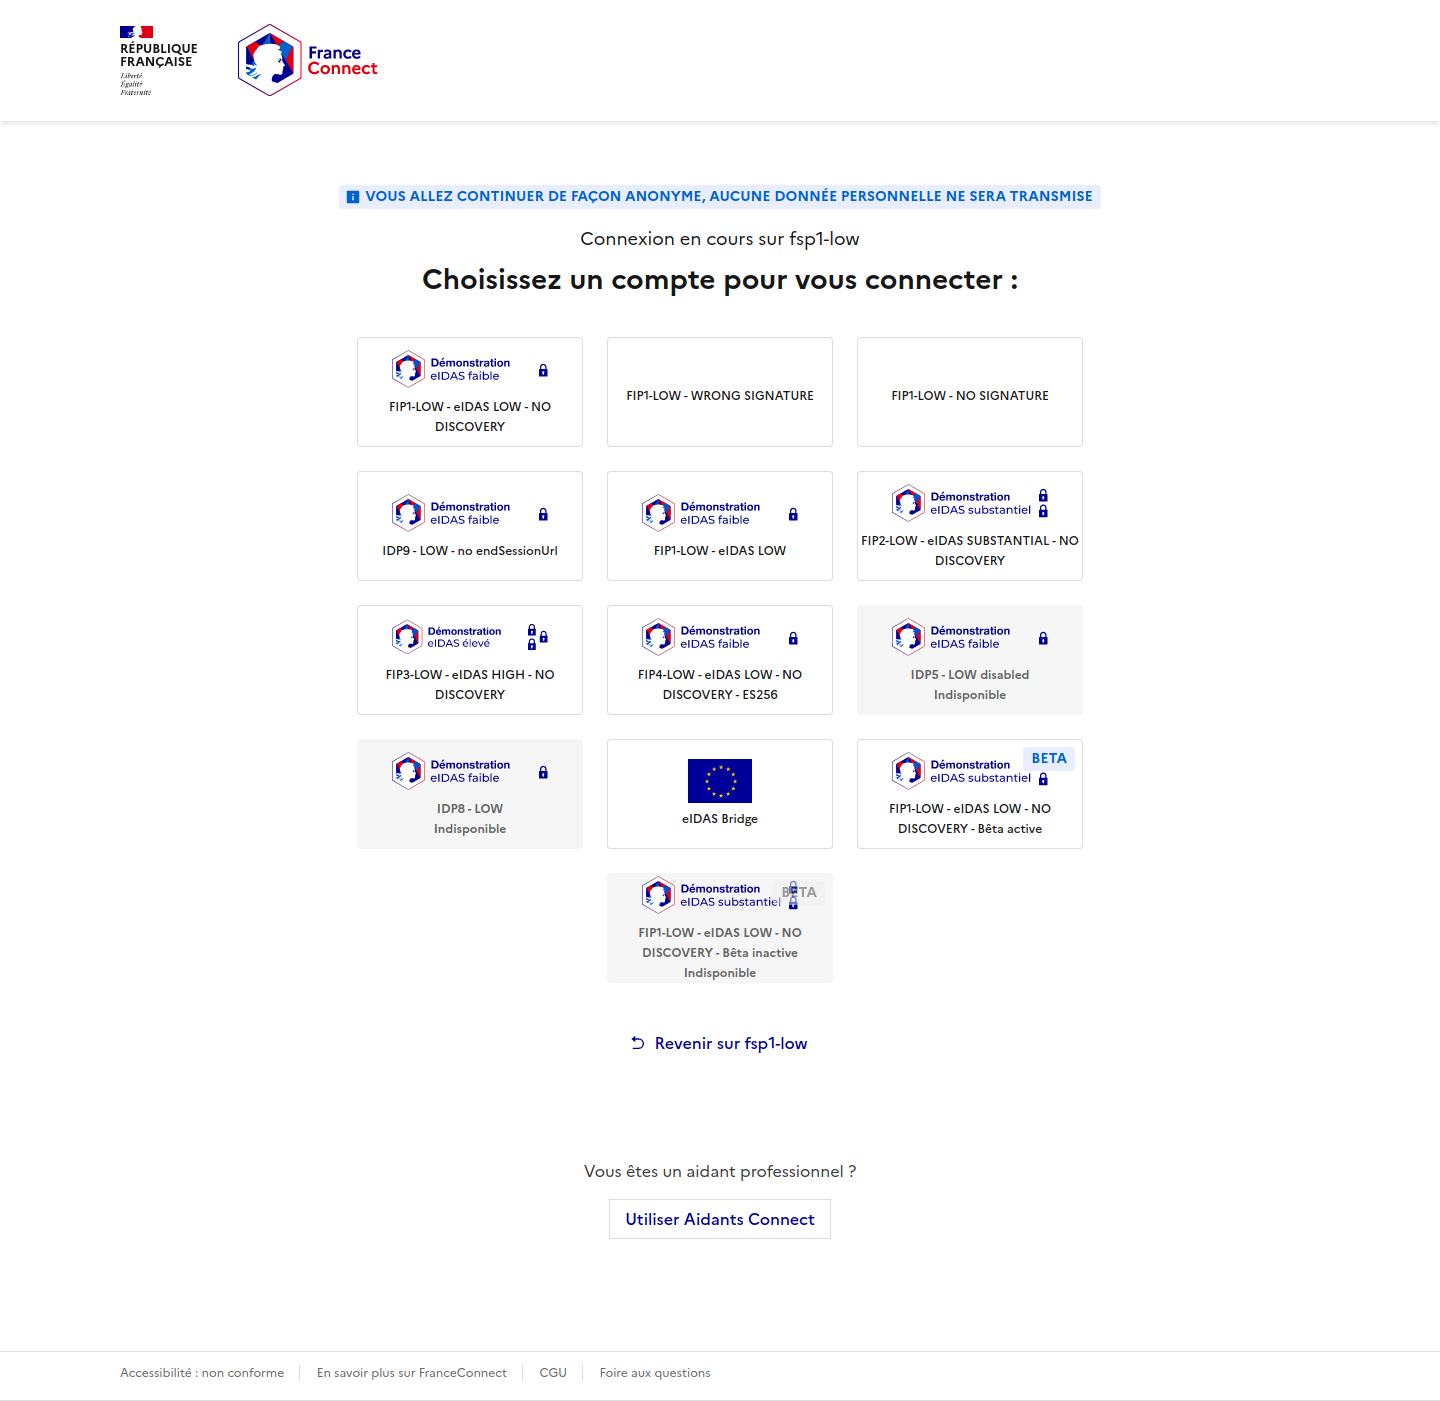 RÉPUBLIQUE
FRANÇAISE
Liberté
Égalité
Fraternité
France
Connect
VOUS ALLEZ CONTINUER DE FAÇON ANONYME, AUCUNE DONNÉE PERSONNELLE NE SERA TRANSMISE
Connexion en cours sur fsp1-low
Choisissez un compte pour vous connecter :
Démonstration
eIDAS faible
FIP1-LOW - eIDAS LOW - NO
DISCOVERY
FIP1-LOW - WRONG SIGNATURE
FIP1-LOW - NO SIGNATURE
Démonstration
eIDAS faible
IDP9 - LOW - no endSessionUrl
Démonstration
eIDAS faible
FIP1-LOW - eIDAS LOW
Démonstration
eIDAS substantiel
FIP2-LOW - eIDAS SUBSTANTIAL - NO
DISCOVERY
Démonstration
eIDAS élevé
FIP3-LOW - eIDAS HIGH - NO
DISCOVERY
Démonstration
eIDAS faible
FIP4-LOW - eIDAS LOW - NO
DISCOVERY - ES256
Démonstration
eIDAS faible
IDP5 - LOW disabled
Indisponible
Démonstration
eIDAS faible
IDP8 - LOW
Indisponible
eIDAS Bridge
BETA
Démonstration
eIDAS substantiel
FIP1-LOW - eIDAS LOW - NO
DISCOVERY - Bêta active
Démonstration
eIDAS substantiel
BETA
FIP1-LOW - eIDAS LOW - NO
DISCOVERY - Bêta inactive
Indisponible
Revenir sur fsp1-low
Vous êtes un aidant professionnel ?
Utiliser Aidants Connect
Accessibilité : non conforme
En savoir plus sur FranceConnect
CGU
Foire aux questions